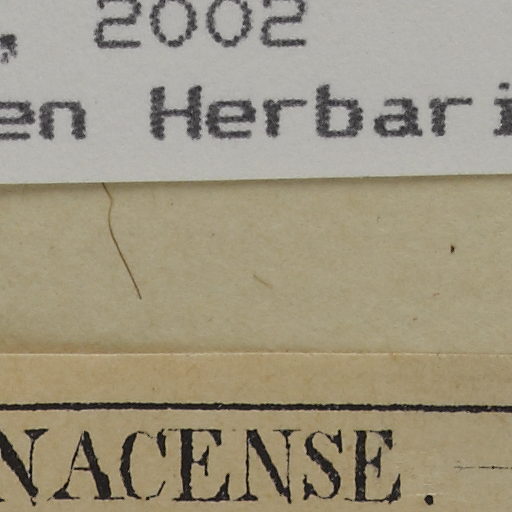 , 2002
en Herbari
NACENSE.